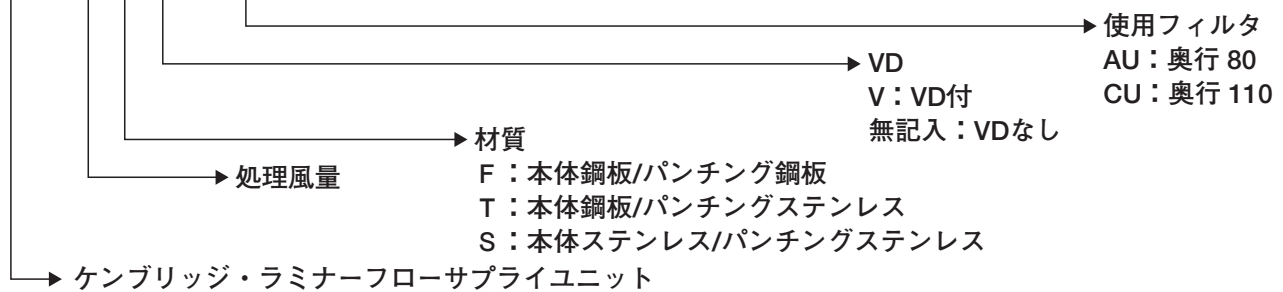 使用フィルタ
AU：奥行 80
CU：奥行 110
VD
V：VD付
無記入：VDなし
材質
F：本体鋼板/パンチング鋼板
T：本体鋼板/パンチングステンレス
S：本体ステンレス/パンチングステンレス
処理風量
ケンブリッジ・ラミナーフローサプライユニット